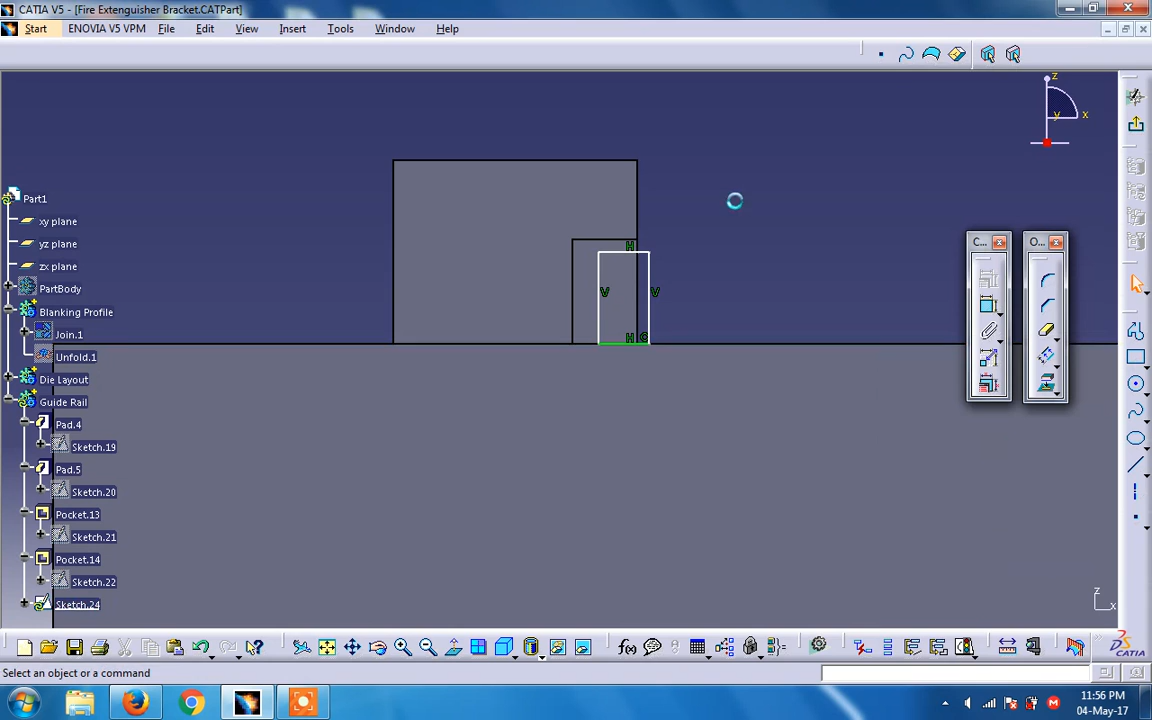 CATIA V5 - [Fire Extinguisher Bracket.CATPart]
Start ENOVIA V5 VPM File Edit View Insert Tools Window Help
z
y x
Part1
xy plane
yz plane
zx plane
PartBody
Blanking Profile
Join.1
Unfold.1
Die Layout
Guide Rail
Pad.4
Sketch.19
Pad.5
Sketch.20
Pocket.13
Sketch.21
Pocket.14
Sketch.22
Sketch.24
H
V V
H C
C... O...
z
x
f(x)
CATIA
Select an object or a command
11:56 PM
04-May-17